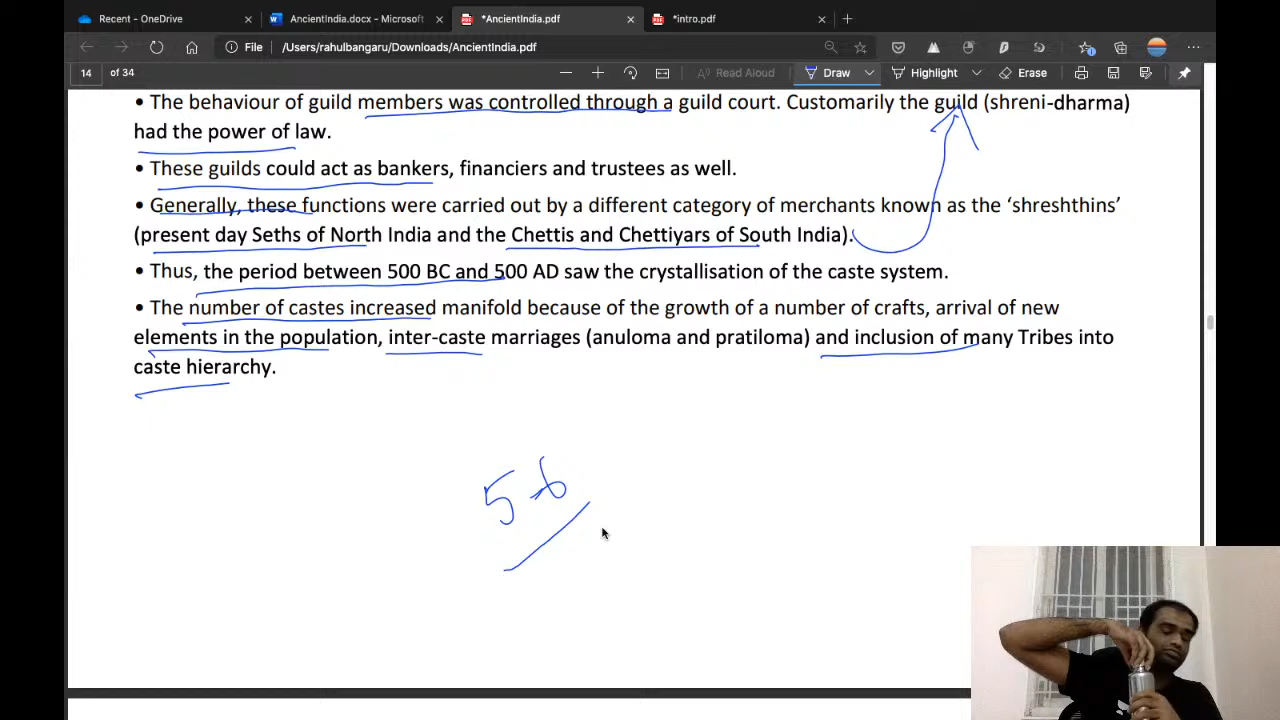 Recent - OneDrive
AncientIndia.docx - Microsoft
*AncientIndia.pdf
*intro.pdf
File /Users/rahulbangaru/Downloads/AncientIndia.pdf
14 of 34 Read Aloud Draw Highlight Erase
• The behaviour of guild members was controlled through a guild court. Customarily the guild (shreni-dharma)
had the power of law.
• These guilds could act as bankers, financiers and trustees as well.
• Generally, these functions were carried out by a different category of merchants known as the ‘shreshthins’
(present day Seths of North India and the Chettis and Chettiyars of South India).
• Thus, the period between 500 BC and 500 AD saw the crystallisation of the caste system.
• The number of castes increased manifold because of the growth of a number of crafts, arrival of new
elements in the population, inter-caste marriages (anuloma and pratiloma) and inclusion of many Tribes into
caste hierarchy.
5-6